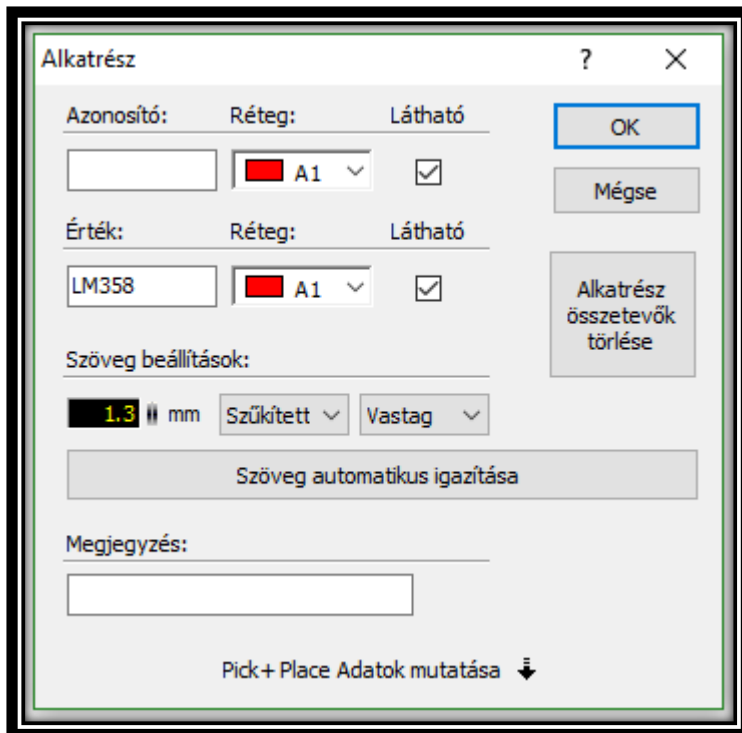 Alkatrész ?
Azonosító: Réteg: Látható
A1
OK
Mégse
Érték: Réteg: Látható
LM358 A1
Alkatrész
összetevők
törlése
Szöveg beállítások:
1.3 mm Szűkített Vastag
Szöveg automatikus igazítása
Megjegyzés:
Pick+Place Adatok mutatása